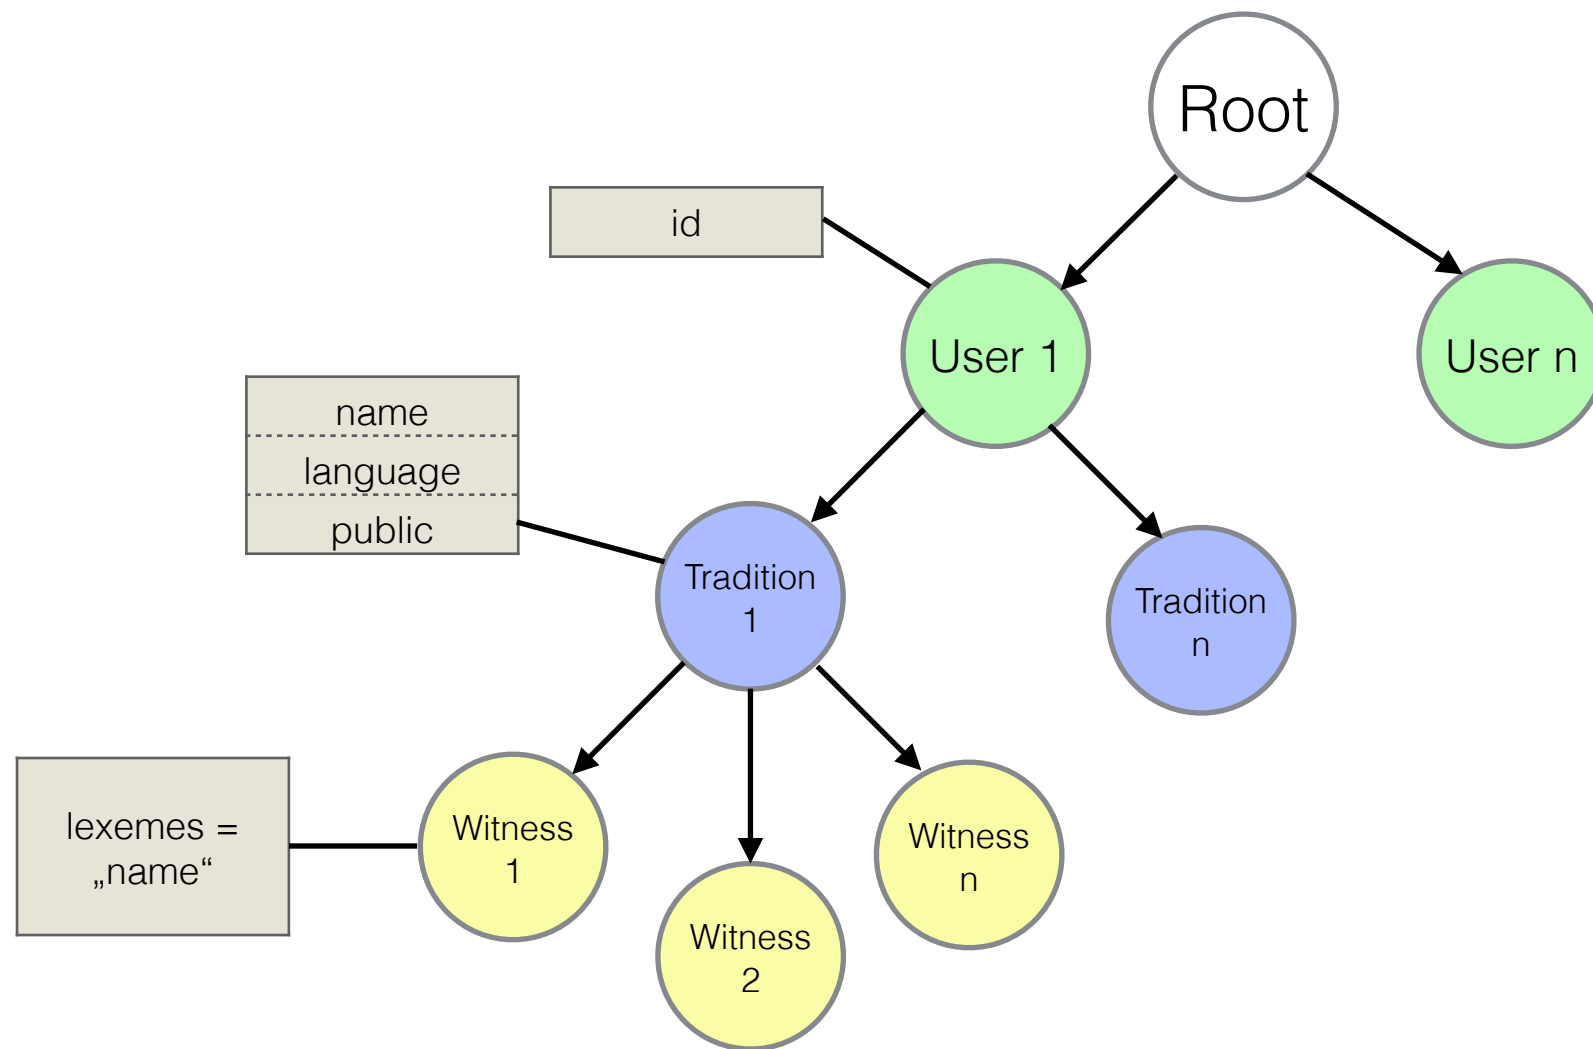 Root
id
User 1
User n
name
language
public
Tradition
1
Tradition
n
lexemes =
„name“
Witness
1
Witness
2
Witness
n